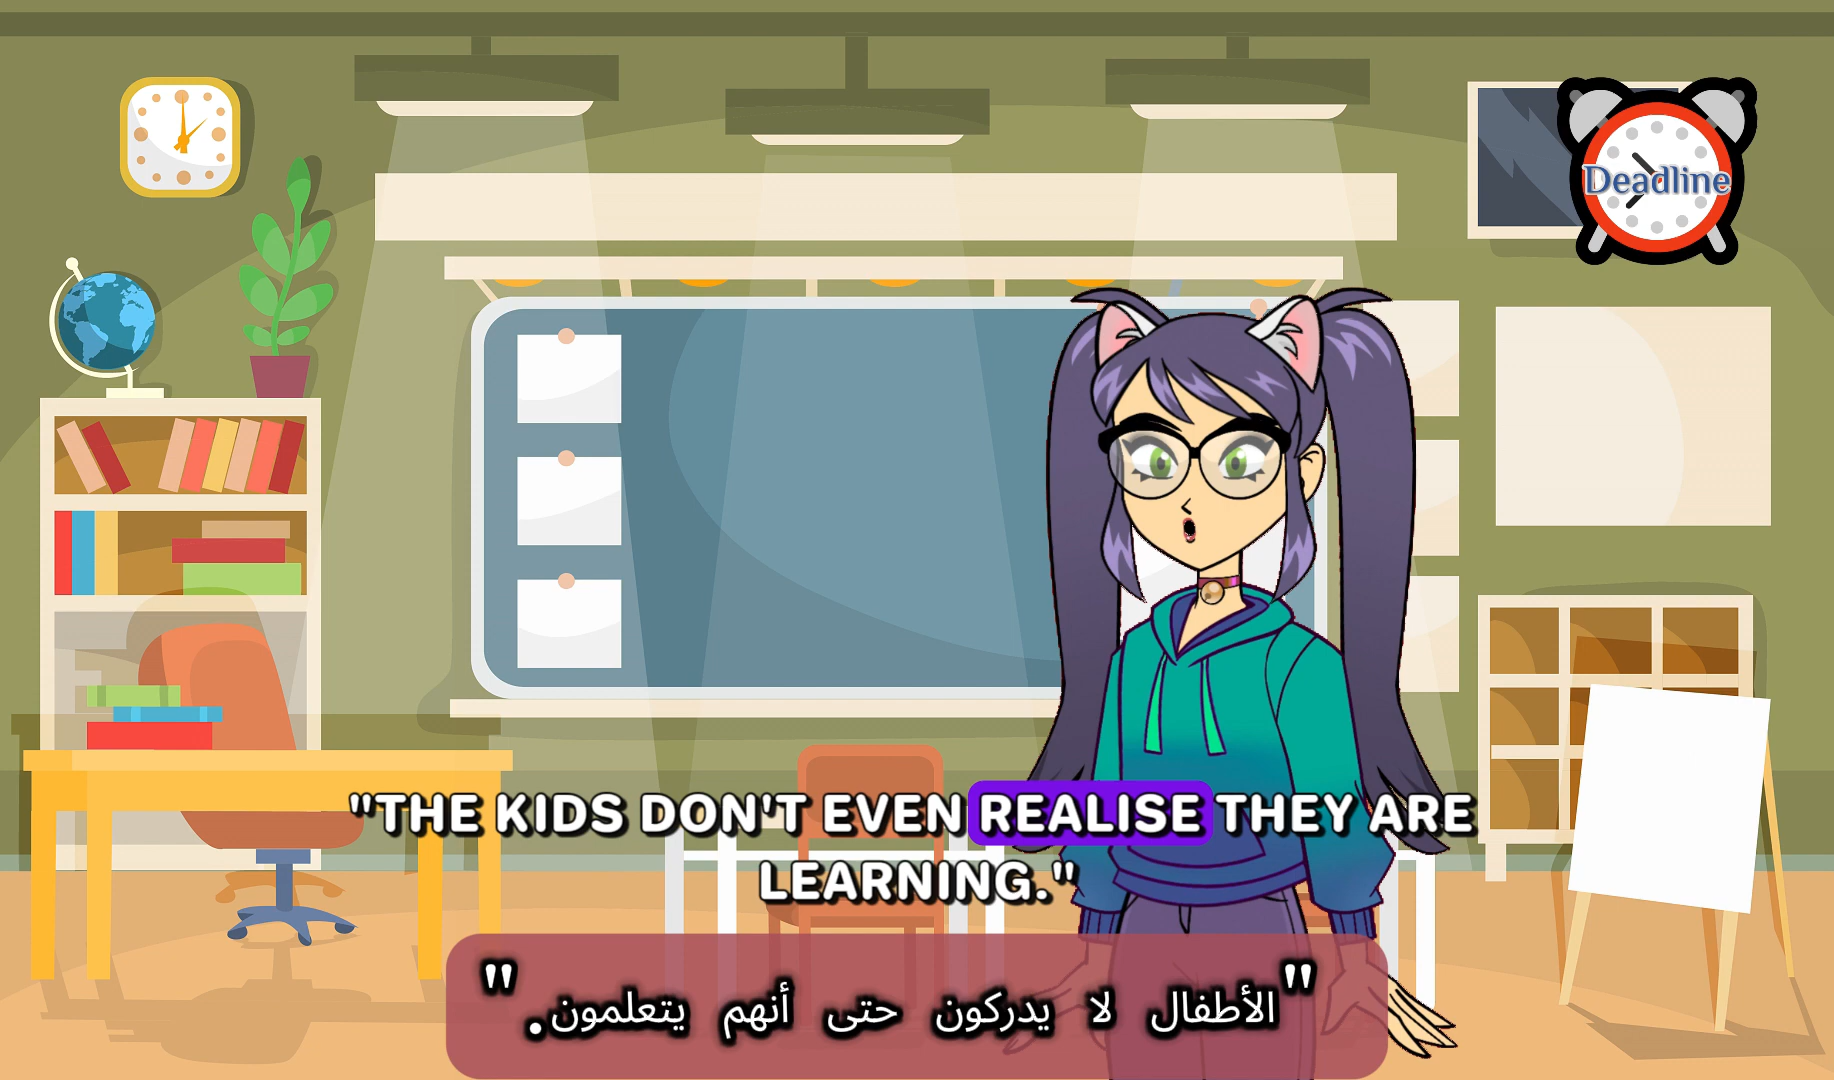 Deadline
"THE KIDS DON'T EVEN REALISE THEY ARE
LEARNING."
"الأطفال لا يدركون حتى أنهم يتعلمون."